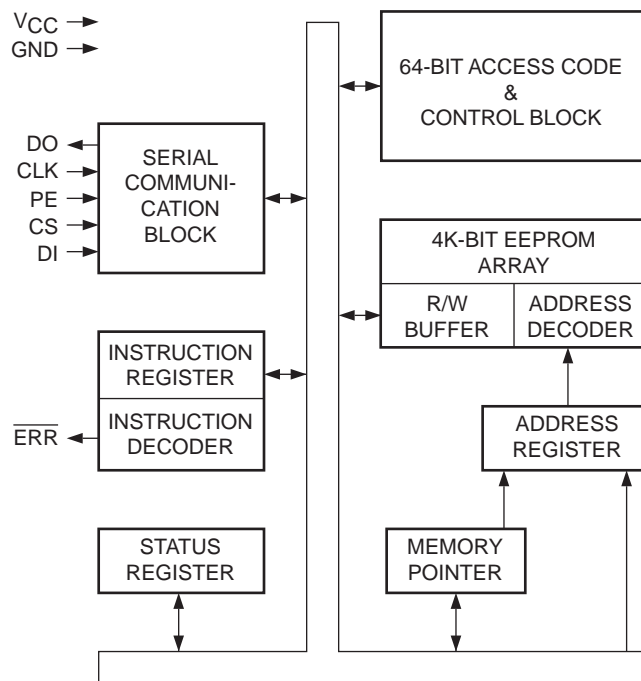 VCC
GND
DO
CLK
PE
CS
DI
SERIAL
COMMUNI-
CATION
BLOCK
INSTRUCTION
REGISTER
INSTRUCTION
DECODER
ERR
STATUS
REGISTER
64-BIT ACCESS CODE
&
CONTROL BLOCK
4K-BIT EEPROM
ARRAY
R/W
BUFFER
ADDRESS
DECODER
ADDRESS
REGISTER
MEMORY
POINTER